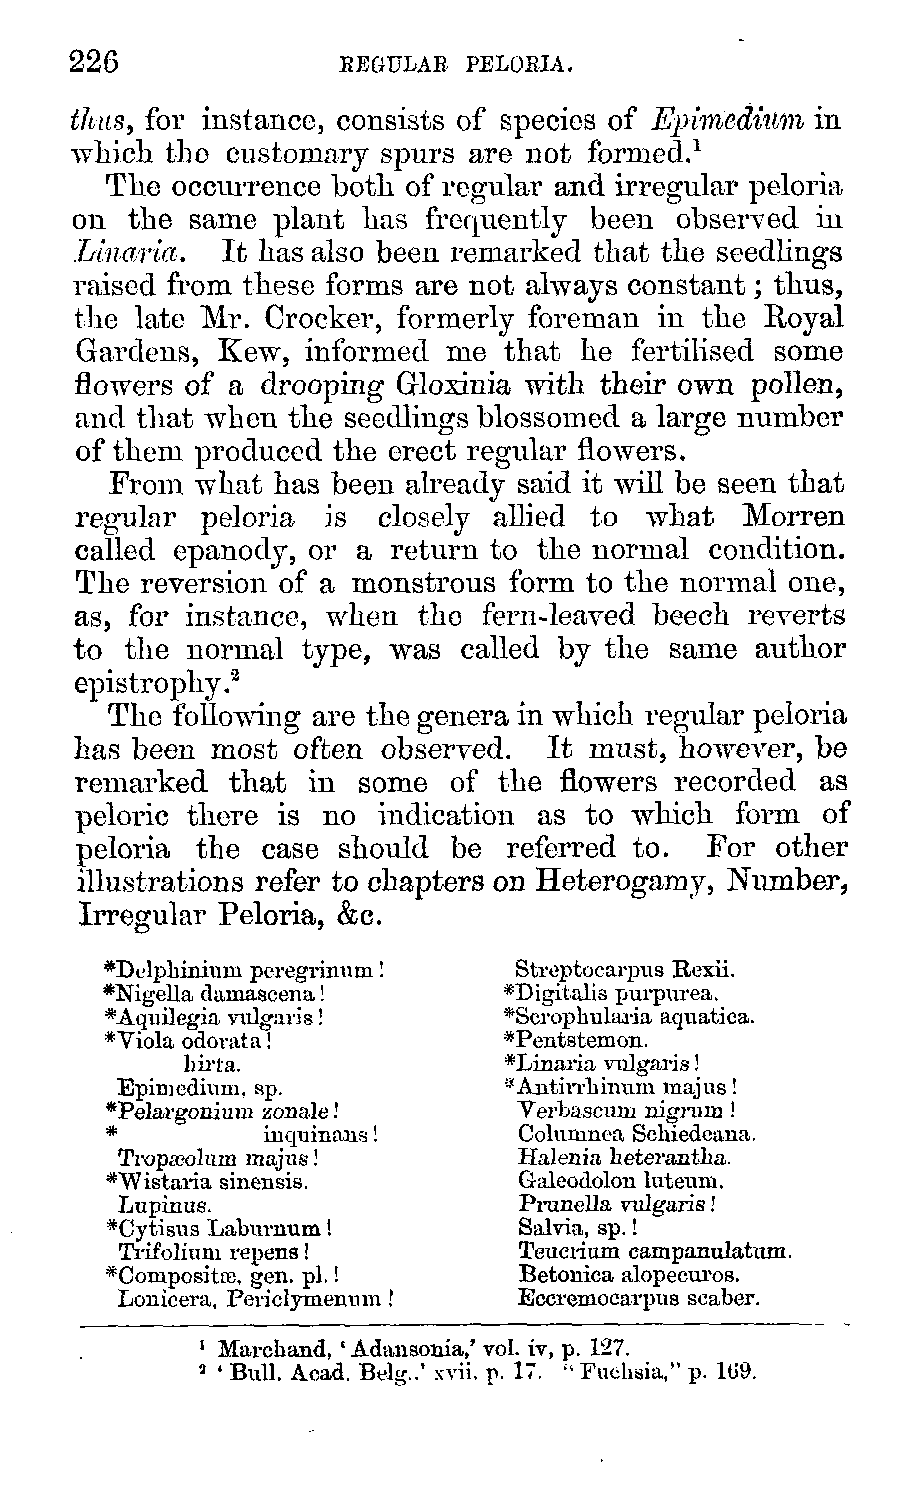 226 REGULAR PELORIA.
thus, for instance, consists of species of Epimedium in
which the customary spurs are not formed.¹
The occurrence both of regular and irregular peloria
on the same plant has frequently been observed in
Linaria. It has also been remarked that the seedlings
raised from these forms are not always constant; thus,
the late Mr. Crocker, formerly foreman in the Royal
Gardens, Kew, informed me that he fertilised some
flowers of a drooping Gloxinia with their own pollen,
and that when the seedlings blossomed a large number
of them produced the erect regular flowers.
From what has been already said it will be seen that
regular peloria is closely allied to what Morren
called epanody, or a return to the normal condition.
The reversion of a monstrous form to the normal one,
as, for instance, when the fern-leaved beech reverts
to the normal type, was called by the same author
epistrophy.²
The following are the genera in which regular peloria
has been most often observed. It must, however, be
remarked that in some of the flowers recorded as
peloric there is no indication as to which form of
peloria the case should be referred to. For other
illustrations refer to chapters on Heterogamy, Number,
Irregular Peloria, &c.
*Delphinium peregrinum!
*Nigella damascena!
*Aquilegia vulgaris!
*Viola odorata!
hirta.
Epimedium, sp.
*Pelargonium zonale!
* inquinans!
Tropæolum majus!
*Wistaria sinensis.
Lupinus.
*Cytisus Laburnum!
Trifolium repens!
*Compositæ, gen. pl.!
Lonicera, Periclymenum!
Streptocarpus Rexii.
*Digitalis purpurea.
*Scrophularia aquatica.
*Pentstemon.
*Linaria vulgaris!
*Antirrhinum majus!
Verbascum nigrum!
Columnea Schiedeana.
Halenia heterantha.
Galeodolon luteum.
Prunella vulgaris!
Salvia, sp.!
Teucrium campanulatum.
Betonica alopecuros.
Eccremocarpus scaber.
¹ Marchand, ‘Adansonia,’ vol. iv, p. 127.
² ‘Bull. Acad. Belg.,’ xvii. p. 17. “Fuchsia,” p. 169.